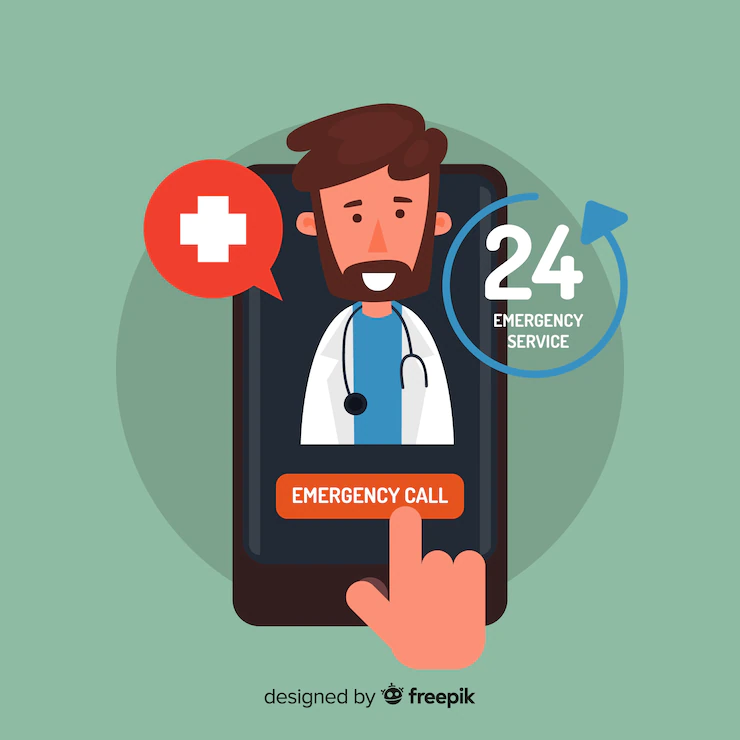 24
EMERGENCY
SERVICE
EMERGENCY CALL
designed by freepik